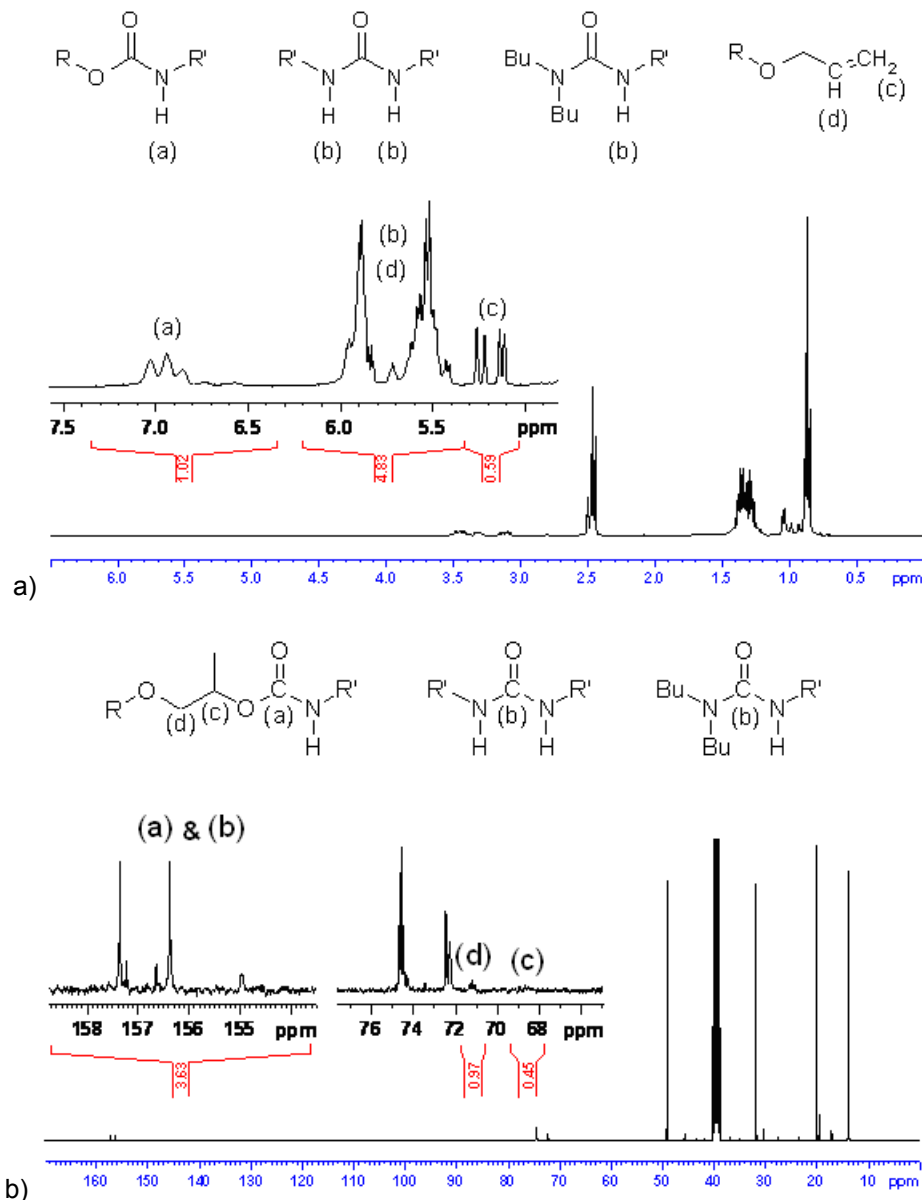 O O O
R O N R' R' N N R' Bu N N R' R O CH2
H H H Bu H H (c)
(a) (b) (b) (b) (d)
(a) (b) (d) (c)
7.5 7.0 6.5 6.0 5.5 ppm
1.02 4.83 0.59
6.0 5.5 5.0 4.5 4.0 3.5 3.0 2.5 2.0 1.5 1.0 0.5 ppm
a)
O O O
R O (d) (c) O C (a) N R' R' N C (b) N R' Bu N C (b) N R'
H H H Bu H
(a) & (b) (d) (c)
158 157 156 155 ppm 76 74 72 70 68 ppm
3.63 0.97 0.45
160 140 120 100 90 80 70 60 50 40 30 20 10 ppm
b)